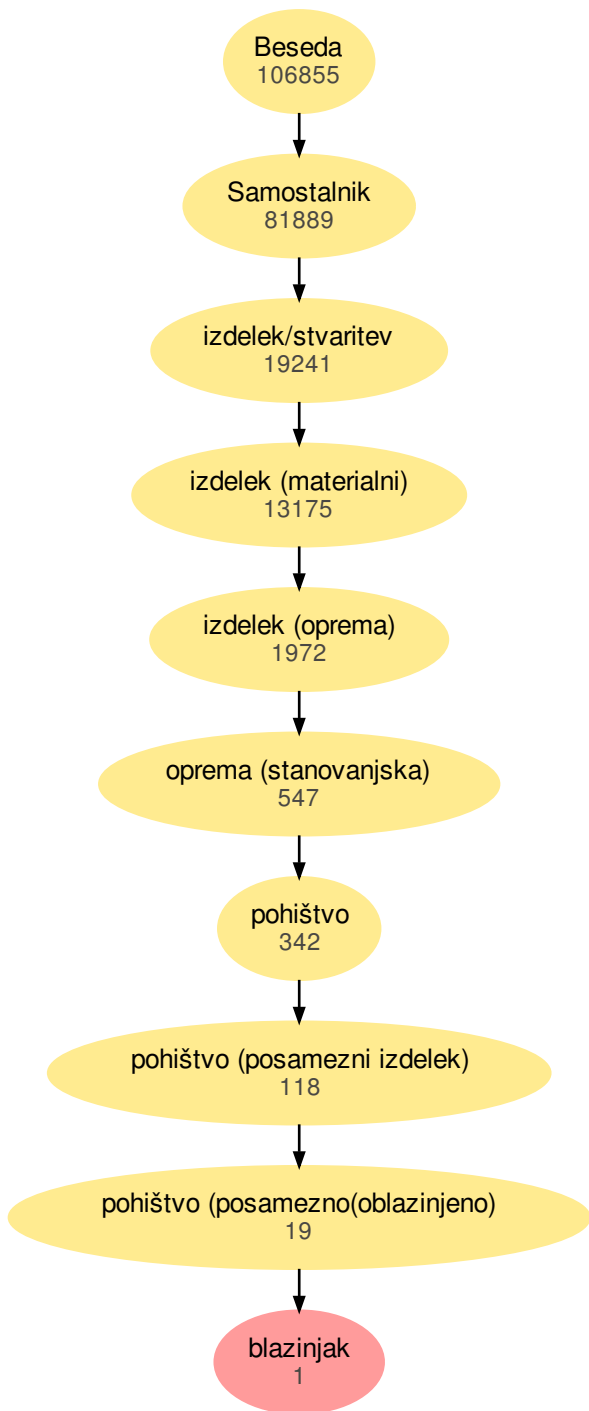 Beseda
106855
Samostalnik
81889
izdelek/stvaritev
19241
izdelek (materialni)
13175
izdelek (oprema)
1972
oprema (stanovanjska)
547
pohištvo
342
pohištvo (posamezni izdelek)
118
pohištvo (posamezno(oblazinjeno)
19
blazinjak
1